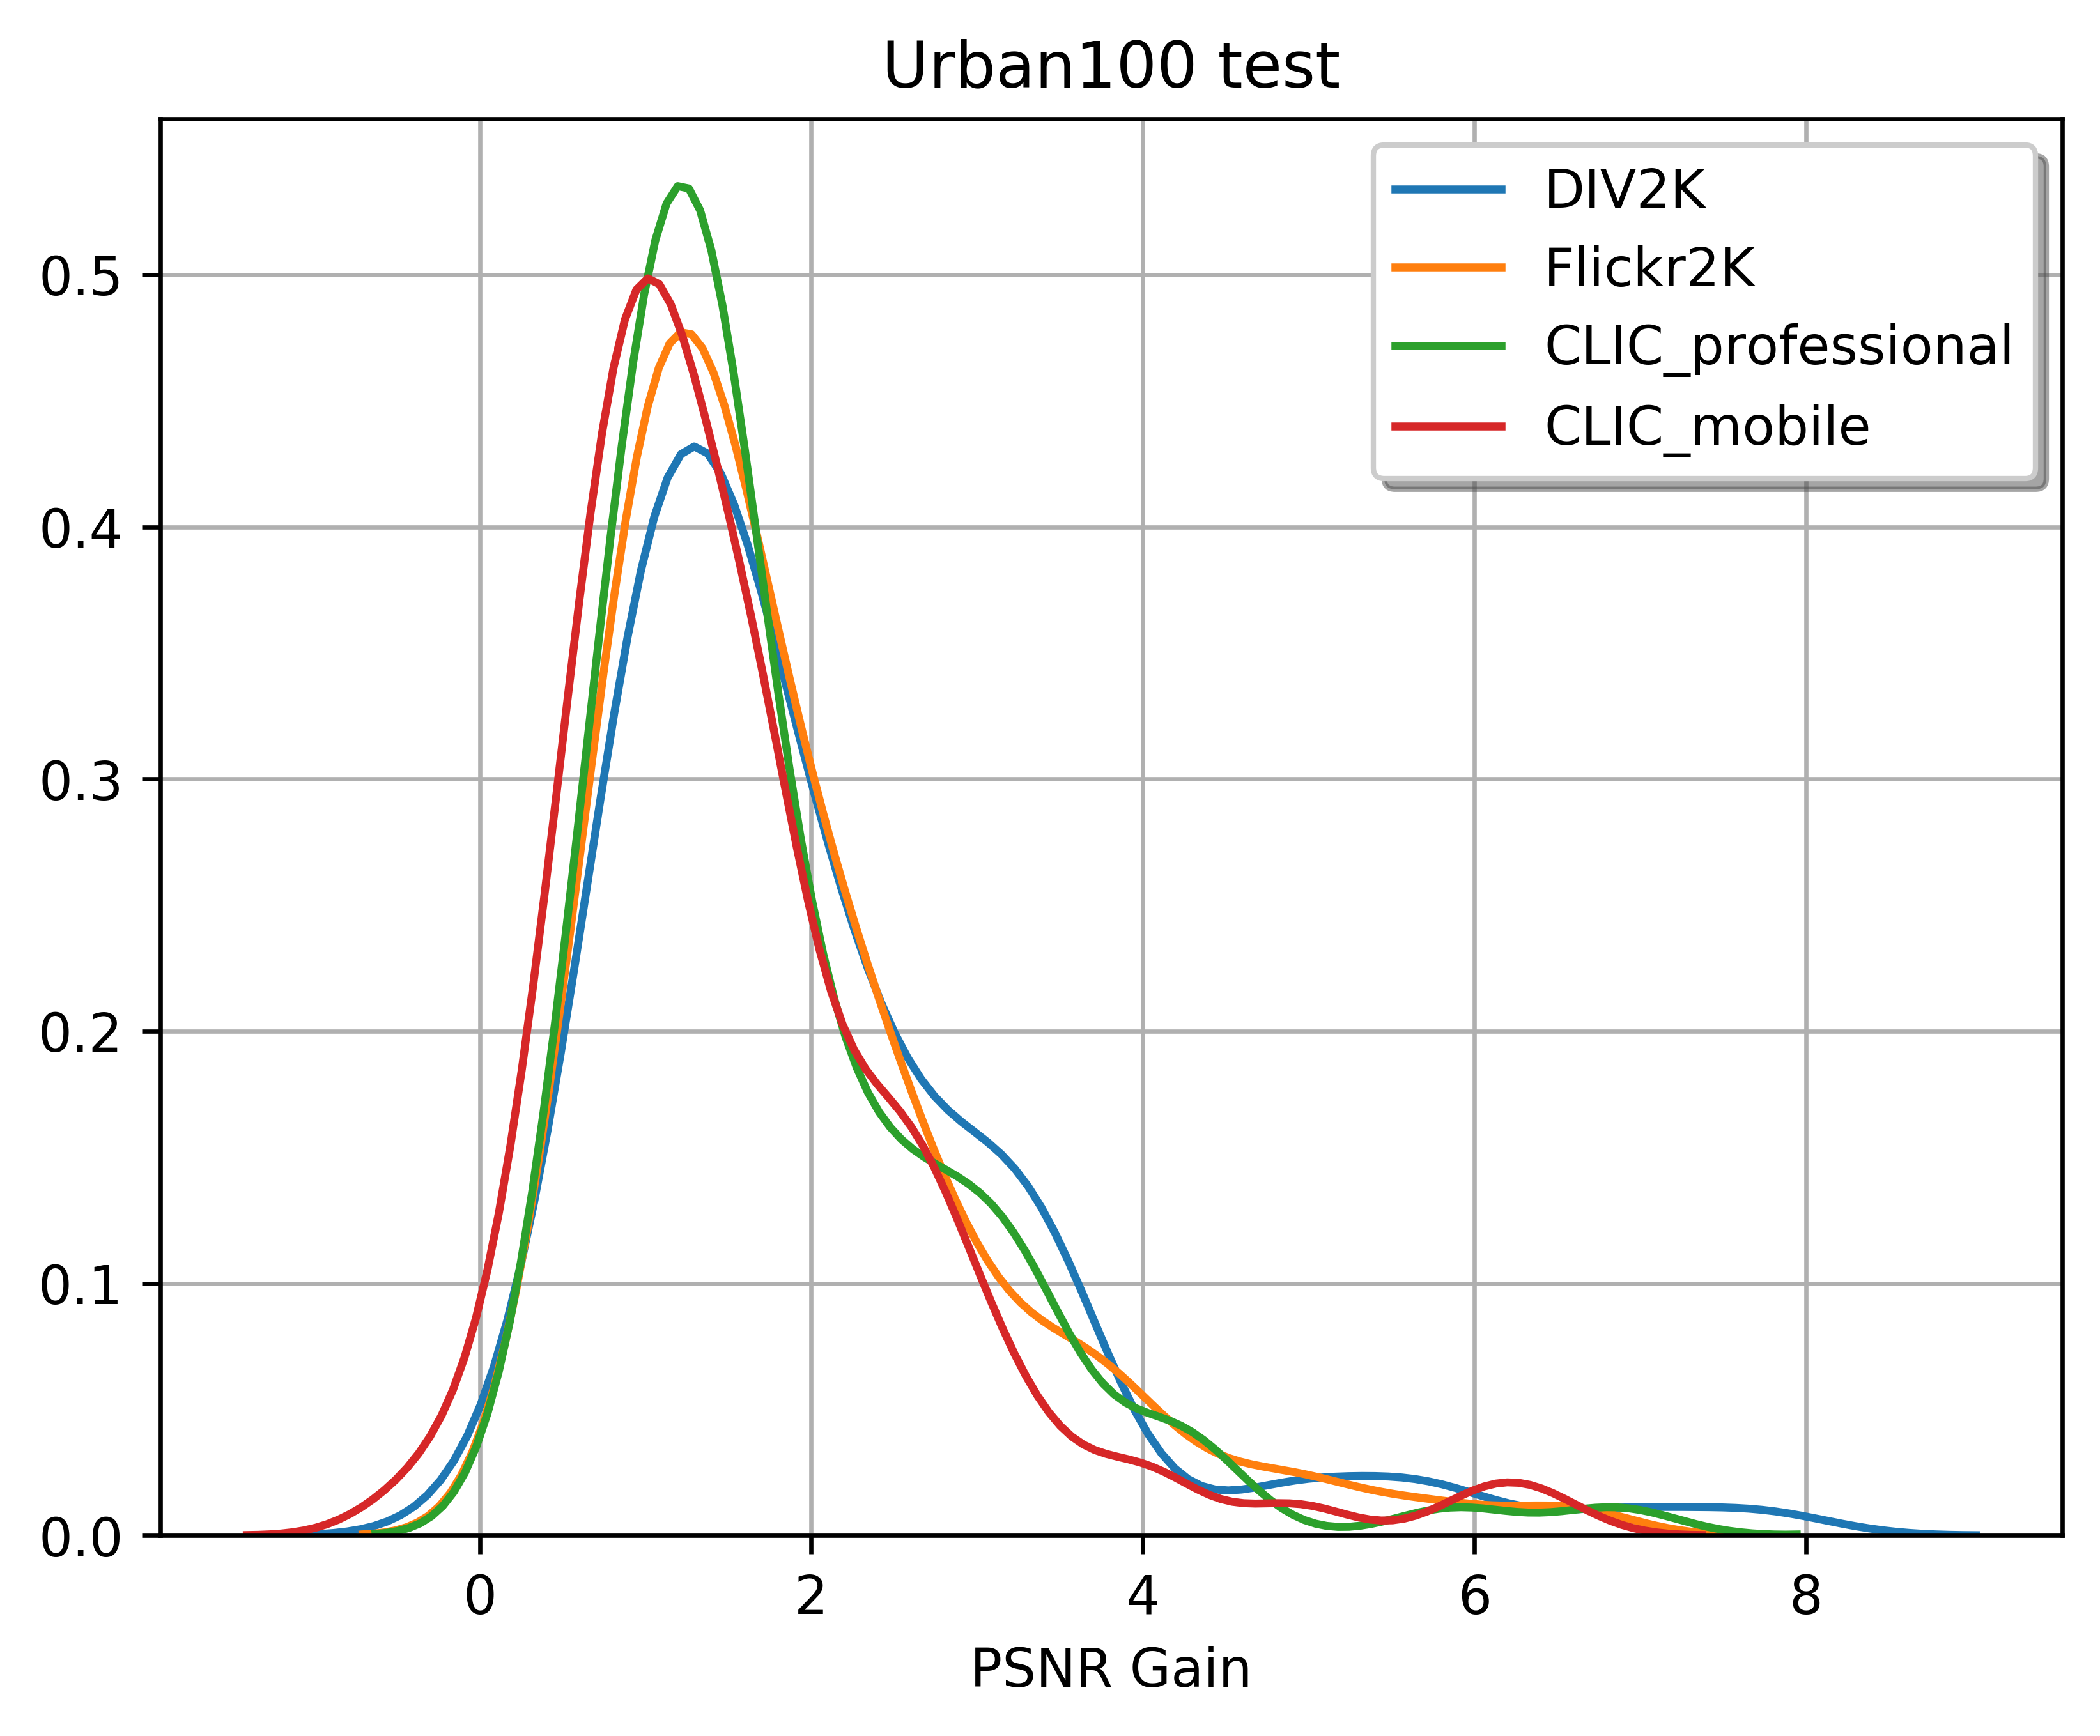 Urban100 test
DIV2K
Flickr2K
CLIC_professional
CLIC_mobile
0.5
0.4
0.3
0.2
0.1
0.0
0 2 4 6 8
PSNR Gain